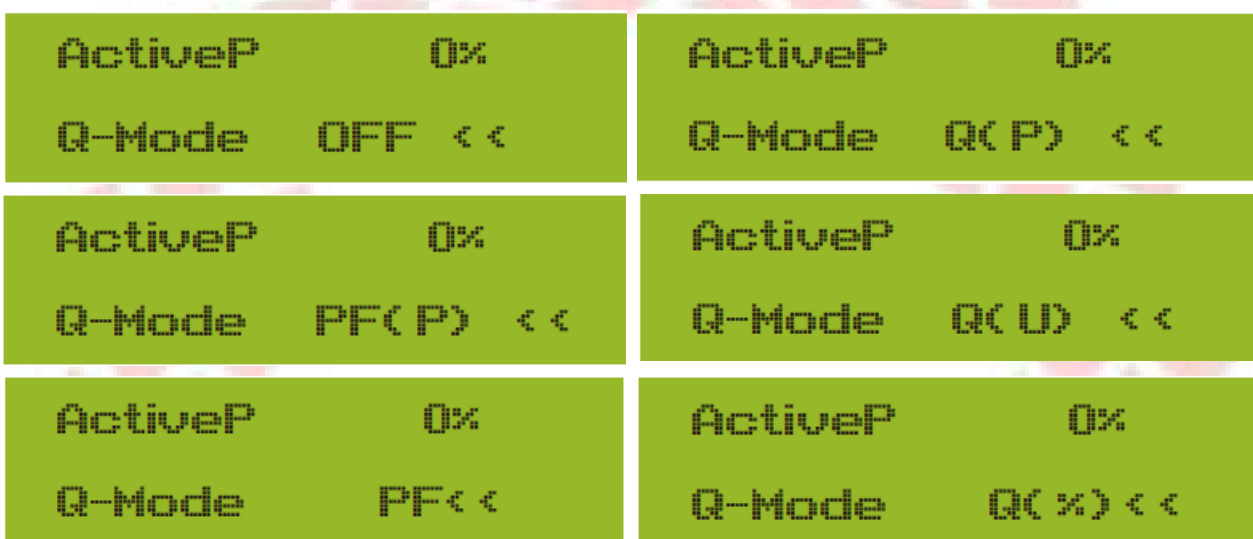 ActiveP 0%
Q-Mode OFF <<
ActiveP 0%
Q-Mode Q(P) <<
ActiveP 0%
Q-Mode PF(P) <<
ActiveP 0%
Q-Mode Q(U) <<
ActiveP 0%
Q-Mode PF<<
ActiveP 0%
Q-Mode Q(%)<<